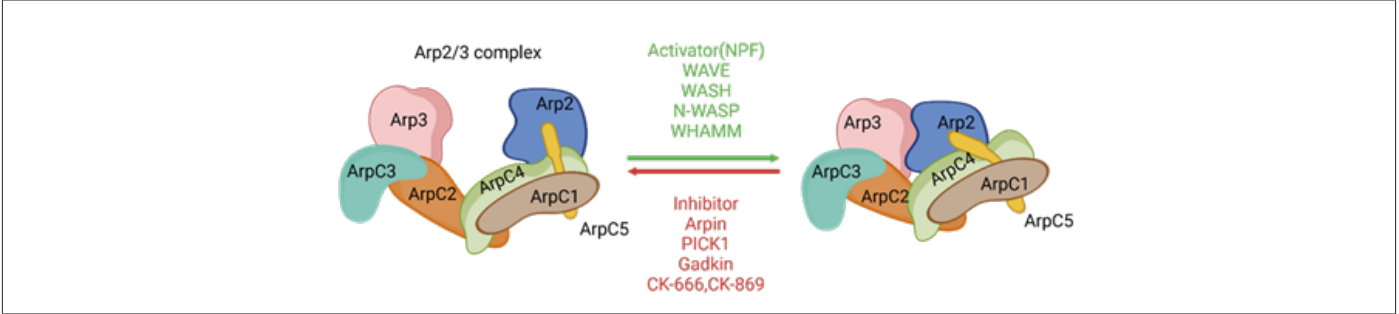 Arp2/3 complex
Arp3
Arp2
ArpC3
ArpC2
ArpC4
ArpC1
ArpC5
Activator(NPF)
WAVE
WASH
N-WASP
WHAMM
Inhibitor
Arpin
PICK1
Gadkin
CK-666,CK-869
Arp3
Arp2
ArpC3
ArpC2
ArpC4
ArpC1
ArpC5